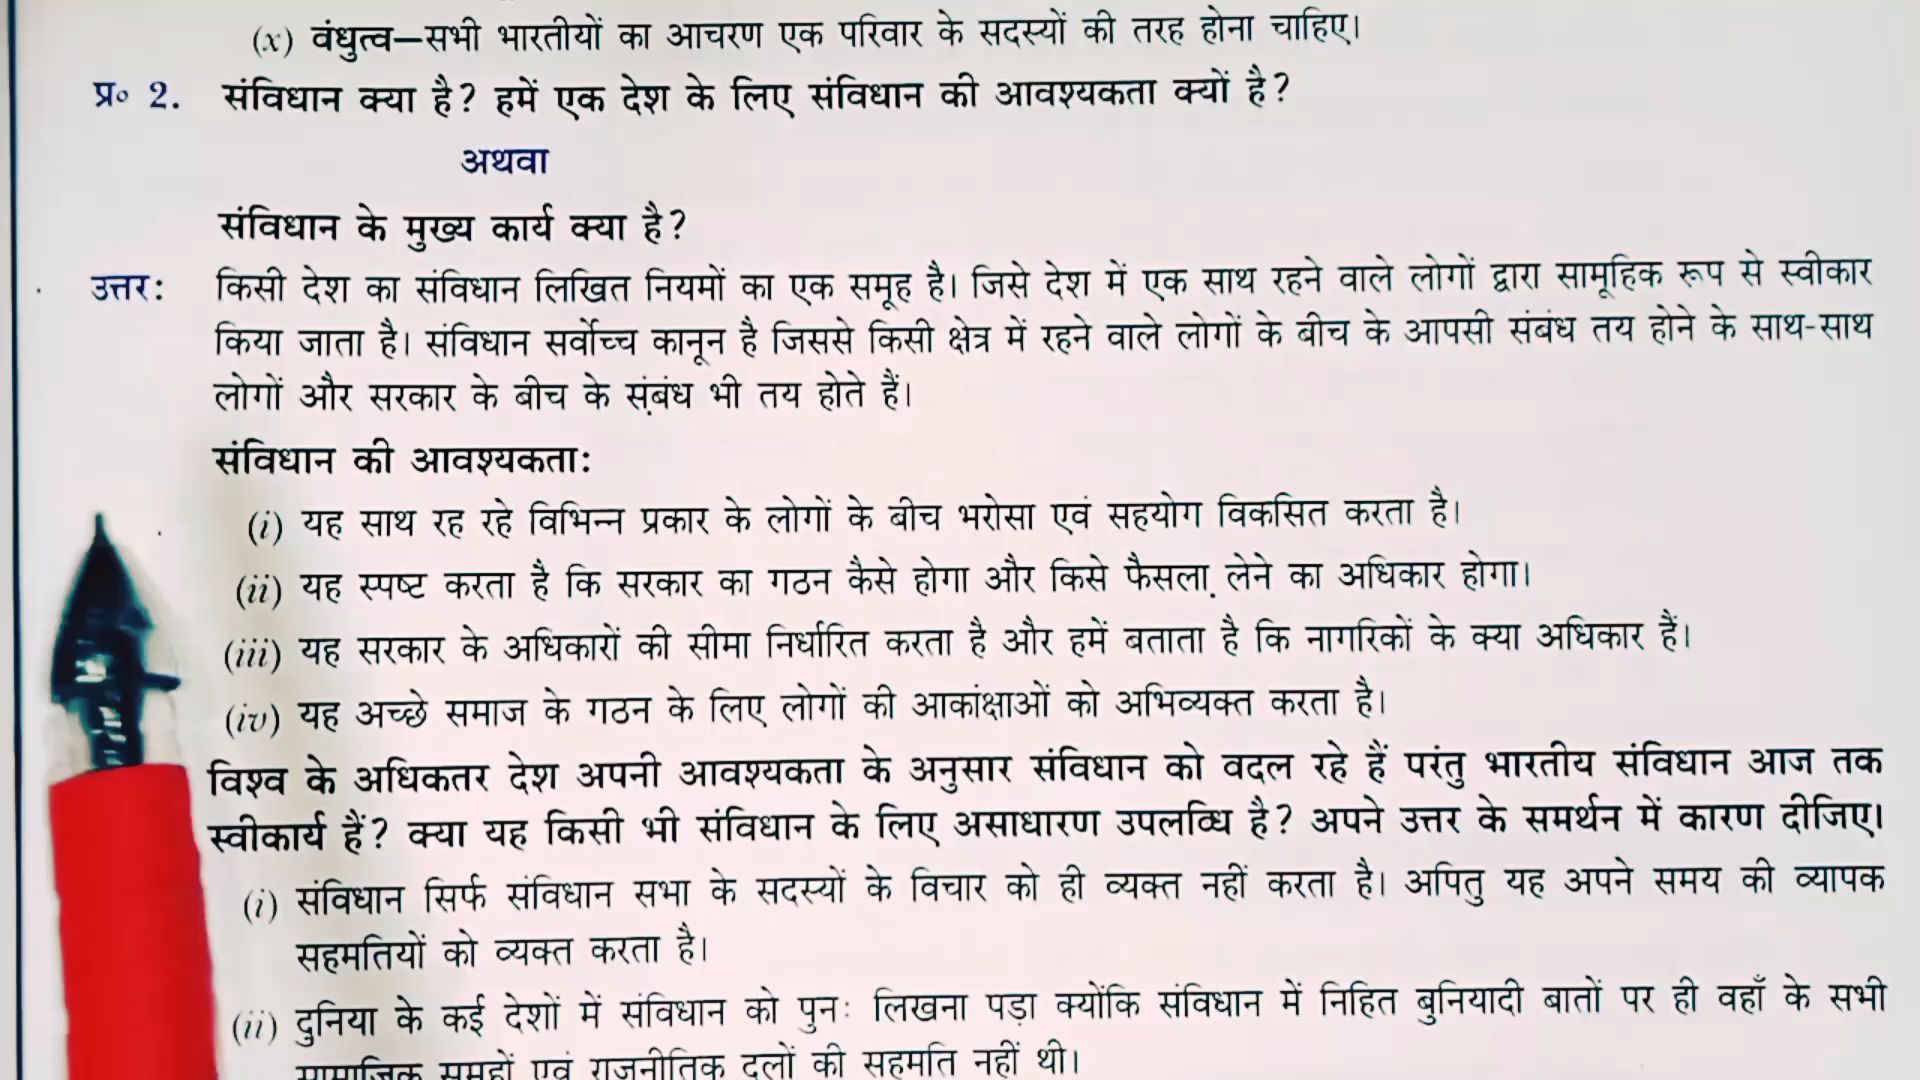 (x) वंधुत्व—सभी भारतीयों का आचरण एक परिवार के सदस्यों की तरह होना चाहिए।
प्र० 2. संविधान क्या है? हमें एक देश के लिए संविधान की आवश्यकता क्यों है?
अथवा
संविधान के मुख्य कार्य क्या है?
उत्तर: किसी देश का संविधान लिखित नियमों का एक समूह है। जिसे देश में एक साथ रहने वाले लोगों द्वारा सामूहिक रूप से स्वीकार
किया जाता है। संविधान सर्वोच्च कानून है जिससे किसी क्षेत्र में रहने वाले लोगों के बीच के आपसी संबंध तय होने के साथ-साथ
लोगों और सरकार के बीच के संबंध भी तय होते हैं।
संविधान की आवश्यकता:
(i) यह साथ रह रहे विभिन्न प्रकार के लोगों के बीच भरोसा एवं सहयोग विकसित करता है।
(ii) यह स्पष्ट करता है कि सरकार का गठन कैसे होगा और किसे फैसला लेने का अधिकार होगा।
(iii) यह सरकार के अधिकारों की सीमा निर्धारित करता है और हमें बताता है कि नागरिकों के क्या अधिकार हैं।
(iv) यह अच्छे समाज के गठन के लिए लोगों की आकांक्षाओं को अभिव्यक्त करता है।
विश्व के अधिकतर देश अपनी आवश्यकता के अनुसार संविधान को वदल रहे हैं परंतु भारतीय संविधान आज तक
स्वीकार्य हैं? क्या यह किसी भी संविधान के लिए असाधारण उपलब्धि है? अपने उत्तर के समर्थन में कारण दीजिए।
(i) संविधान सिर्फ संविधान सभा के सदस्यों के विचार को ही व्यक्त नहीं करता है। अपितु यह अपने समय की व्यापक
सहमतियों को व्यक्त करता है।
(ii) दुनिया के कई देशों में संविधान को पुनः लिखना पड़ा क्योंकि संविधान में निहित बुनियादी बातों पर ही वहाँ के सभी
सामाजिक समूहों एवं राजनीतिक दलों की सहमति नहीं थी।